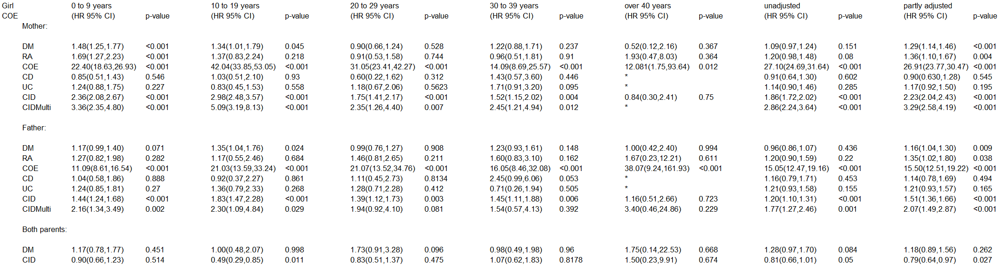 Girl 0 to 9 years 10 to 19 years 20 to 29 years 30 to 39 years over 40 years unadjusted partly adjusted
COE (HR 95% CI) p-value (HR 95% CI) p-value (HR 95% CI) p-value (HR 95% CI) p-value (HR 95% CI) p-value (HR 95% CI) p-value (HR 95% CI) p-value
Mother:
DM 1.48(1.25,1.77) <0.001 1.34(1.01,1.79) 0.045 0.90(0.66,1.24) 0.528 1.22(0.88,1.71) 0.237 0.52(0.12,2.16) 0.367 1.09(0.97,1.24) 0.151 1.29(1.14,1.46) <0.001
RA 1.69(1.27,2.23) <0.001 1.37(0.83,2.24) 0.218 0.91(0.53,1.58) 0.744 0.96(0.51,1.81) 0.91 1.93(0.47,8.03) 0.364 1.20(0.98,1.48) 0.08 1.36(1.10,1.67) 0.004
COE 22.40(18.63,26.93) <0.001 42.04(33.85,53.05) <0.001 31.05(23.41,42.27) <0.001 14.09(8.69,25.57) <0.001 12.081(1.75,93.64) 0.012 27.10(24.69,31.64) <0.001 26.91(23.77,30.47) <0.001
CD 0.85(0.51,1.43) 0.546 1.03(0.51,2.10) 0.93 0.60(0.22,1.62) 0.312 1.43(0.57,3.60) 0.446 * 0.91(0.64,1.30) 0.602 0.90(0.630,1.28) 0.545
UC 1.24(0.88,1.75) 0.227 0.83(0.45,1.53) 0.558 1.18(0.67,2.06) 0.5623 1.71(0.91,3.20) 0.095 * 1.14(0.90,1.46) 0.285 1.17(0.92,1.50) 0.195
CID 2.36(2.08,2.67) <0.001 2.98(2.48,3.57) <0.001 1.75(1.41,2.17) <0.001 1.52(1.15,2.02) 0.004 0.84(0.30,2.41) 0.75 1.86(1.72,2.02) <0.001 2.23(2.04,2.43) <0.001
CIDMulti 3.36(2.35,4.80) <0.001 5.09(3.19,8.13) <0.001 2.35(1.26,4.40) 0.007 2.45(1.21,4.94) 0.012 * 2.86(2.24,3.64) <0.001 3.29(2.58,4.19) <0.001
Father:
DM 1.17(0.99,1.40) 0.071 1.35(1.04,1.76) 0.024 0.99(0.76,1.27) 0.908 1.23(0.93,1.61) 0.148 1.00(0.42,2.40) 0.994 0.96(0.86,1.07) 0.436 1.16(1.04,1.30) 0.009
RA 1.27(0.82,1.98) 0.282 1.17(0.55,2.46) 0.684 1.46(0.81,2.65) 0.211 1.60(0.83,3.10) 0.162 1.67(0.23,12.21) 0.611 1.20(0.90,1.59) 0.22 1.35(1.02,1.80) 0.038
COE 11.09(8.61,16.54) <0.001 21.03(13.59,33.24) <0.001 21.07(13.52,34.76) <0.001 16.05(8.46,32.08) <0.001 38.07(9.24,161.93) <0.001 15.05(12.47,19.16) <0.001 15.50(12.51,19.22) <0.001
CD 1.04(0.58,1.86) 0.888 0.92(0.37,2.27) 0.861 1.11(0.45,2.73) 0.8134 2.45(0.99,6.06) 0.053 * 1.16(0.79,1.71) 0.453 1.14(0.78,1.69) 0.494
UC 1.24(0.85,1.81) 0.27 1.36(0.79,2.33) 0.268 1.28(0.71,2.28) 0.412 0.71(0.26,1.94) 0.505 * 1.21(0.93,1.58) 0.155 1.21(0.93,1.57) 0.165
CID 1.44(1.24,1.68) <0.001 1.83(1.47,2.28) <0.001 1.39(1.12,1.73) 0.003 1.45(1.11,1.88) 0.006 1.16(0.51,2.66) 0.723 1.20(1.10,1.31) <0.001 1.51(1.36,1.66) <0.001
CIDMulti 2.16(1.34,3.49) 0.002 2.30(1.09,4.84) 0.029 1.94(0.92,4.10) 0.081 1.54(0.57,4.13) 0.392 3.40(0.46,24.86) 0.229 1.77(1.27,2.46) 0.001 2.07(1.49,2.87) <0.001
Both parents:
DM 1.17(0.78,1.77) 0.451 1.00(0.48,2.07) 0.998 1.73(0.91,3.28) 0.096 0.98(0.49,1.98) 0.96 1.75(0.14,22.53) 0.668 1.28(0.97,1.70) 0.084 1.18(0.89,1.56) 0.262
CID 0.90(0.66,1.23) 0.514 0.49(0.29,0.85) 0.011 0.83(0.51,1.37) 0.475 1.07(0.62,1.83) 0.8178 1.50(0.23,9.91) 0.674 0.81(0.66,1.01) 0.05 0.79(0.64,0.97) 0.027